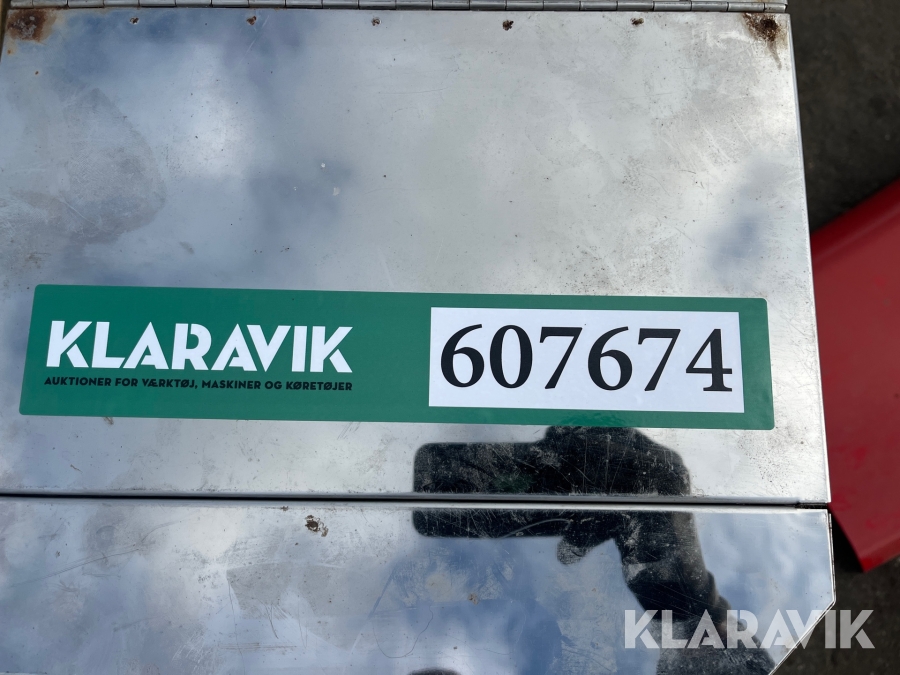 KLARAVIK
AUKTIONER FOR VÆRKTØJ, MASKINER OG KØRETØJER
607674
KLARAVIK